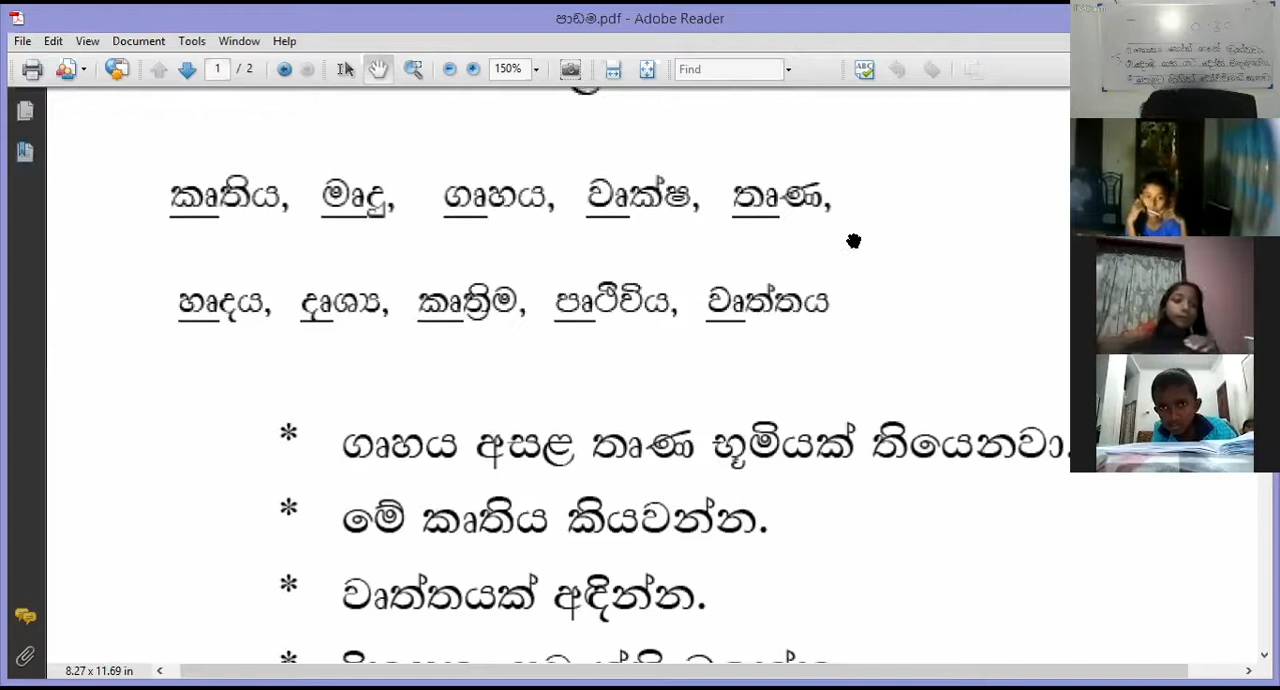 පාඩම.pdf - Adobe Reader
File Edit View Document Tools Window Help
1 / 2 150% Find
කෘතිය, මෘදු, ගෘහය, වෘක්ෂ, තෘණ,
හෘදය, දෘශ්‍ය, කෘත්‍රිම, පෘථිවිය, වෘත්තය
* ගෘහය අසළ තෘණ භූමියක් තියෙනවා.
* මේ කෘතිය කියවන්න.
* වෘත්තයක් අඳින්න.
*
8.27 x 11.69 in